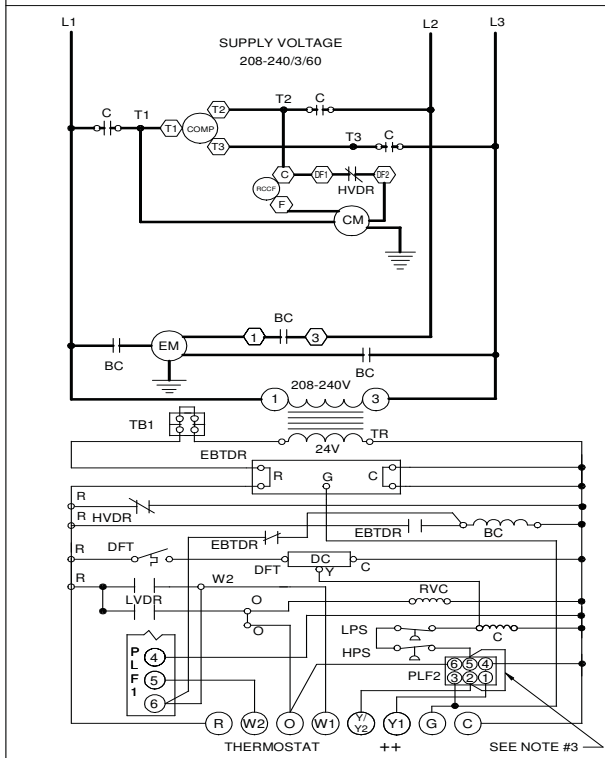 L1 L2 L3
SUPPLY VOLTAGE
208-240/3/60
C T1 T1 COMP T2 T2 C
T3 T3 C
C DF1 HVDR DF2
RCCF
F
CM
BC
1 3
EM
BC BC
208-240V
1 3
TB1
TR
24V
EBTDR
R G C
R
HVDR
R
EBTDR EBTDR BC
R DFT DFT DC C
Y
R W2
LVDR O RVC
O
LPS C
HPS
PLF1
4
5
6
6 5 4
3 2 1
PLF2
R W2 O W1 Y/Y2 Y1 G C
THERMOSTAT ++ SEE NOTE #3